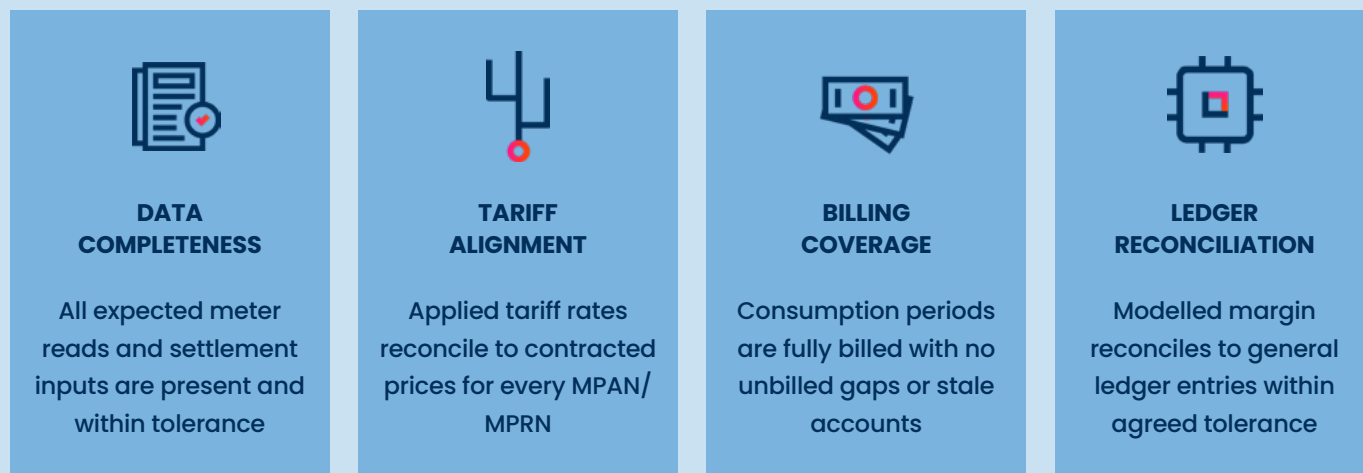 DATA
COMPLETENESS
All expected meter
reads and settlement
inputs are present and
within tolerance
TARIFF
ALIGNMENT
Applied tariff rates
reconcile to contracted
prices for every MPAN/
MPRN
BILLING
COVERAGE
Consumption periods
are fully billed with no
unbilled gaps or stale
accounts
LEDGER
RECONCILIATION
Modelled margin
reconciles to general
ledger entries within
agreed tolerance